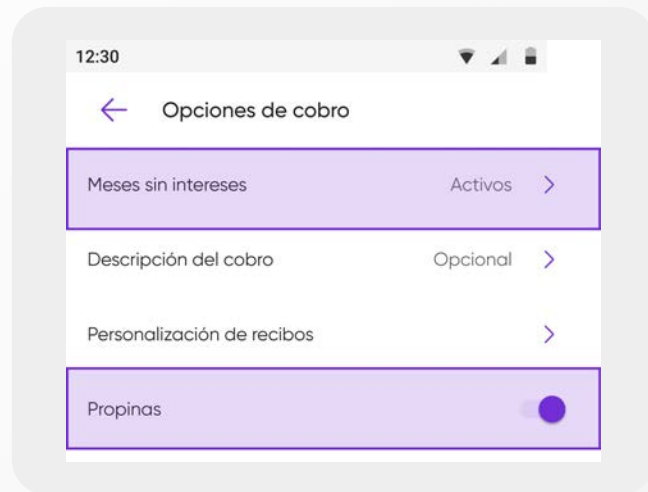 12:30
Opciones de cobro
Meses sin intereses Activos
Descripción del cobro Opcional
Personalización de recibos
Propinas